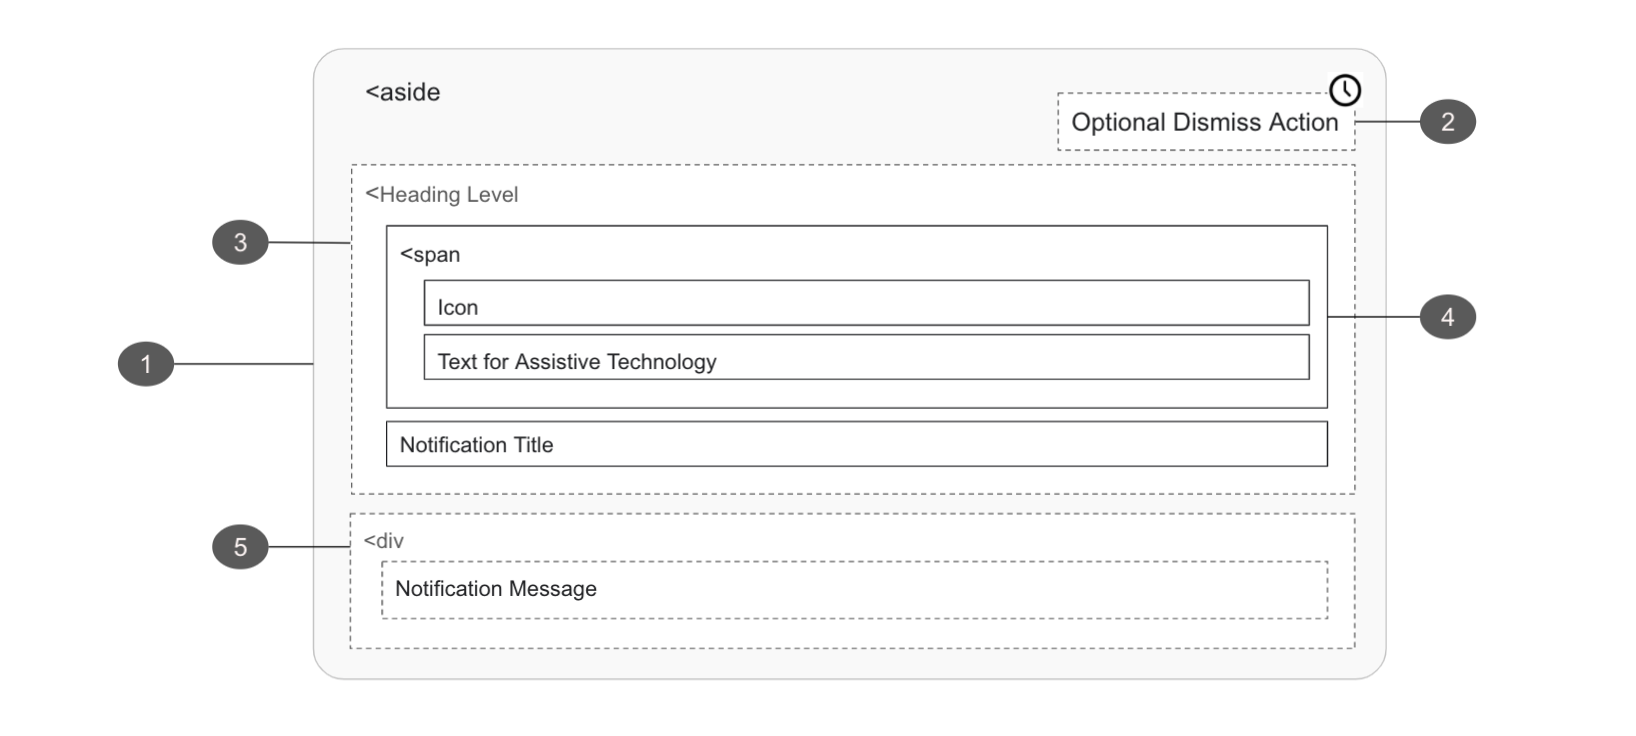 <aside
Optional Dismiss Action
2
<Heading Level
3
<span
Icon
4
Text for Assistive Technology
1
Notification Title
5
<div
Notification Message